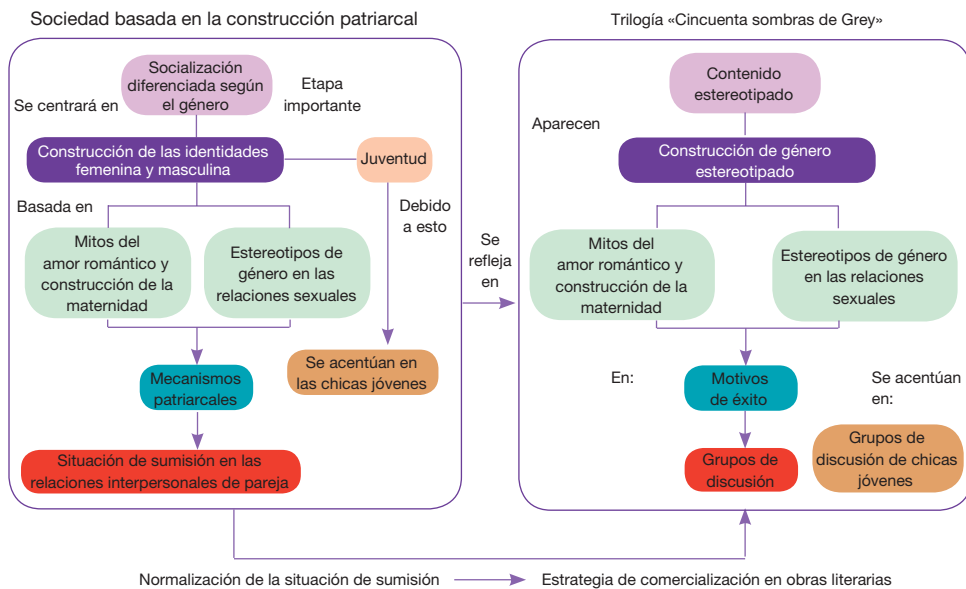 Sociedad basada en la construcción patriarcal
Socialización
diferenciada según
el género
Se centrará en
Etapa
importante
Construcción de las identidades
femenina y masculina
Juventud
Basada en
Debido
a esto
Mitos del
amor romántico y
construcción de la
maternidad
Estereotipos de
género en las
relaciones sexuales
Mecanismos
patriarcales
Se acentúan en
las chicas jóvenes
Situación de sumisión en las
relaciones interpersonales de pareja
Se
refleja
en
Trilogía «Cincuenta sombras de Grey»
Contenido
estereotipado
Aparecen
Construcción de género
estereotipado
Mitos del
amor romántico y
construcción de la
maternidad
Estereotipos de género
en las relaciones
sexuales
En:
Motivos
de éxito
Se acentúan
en:
Grupos de
discusión
Grupos de
discusión de chicas
jóvenes
Normalización de la situación de sumisión
Estrategia de comercialización en obras literarias